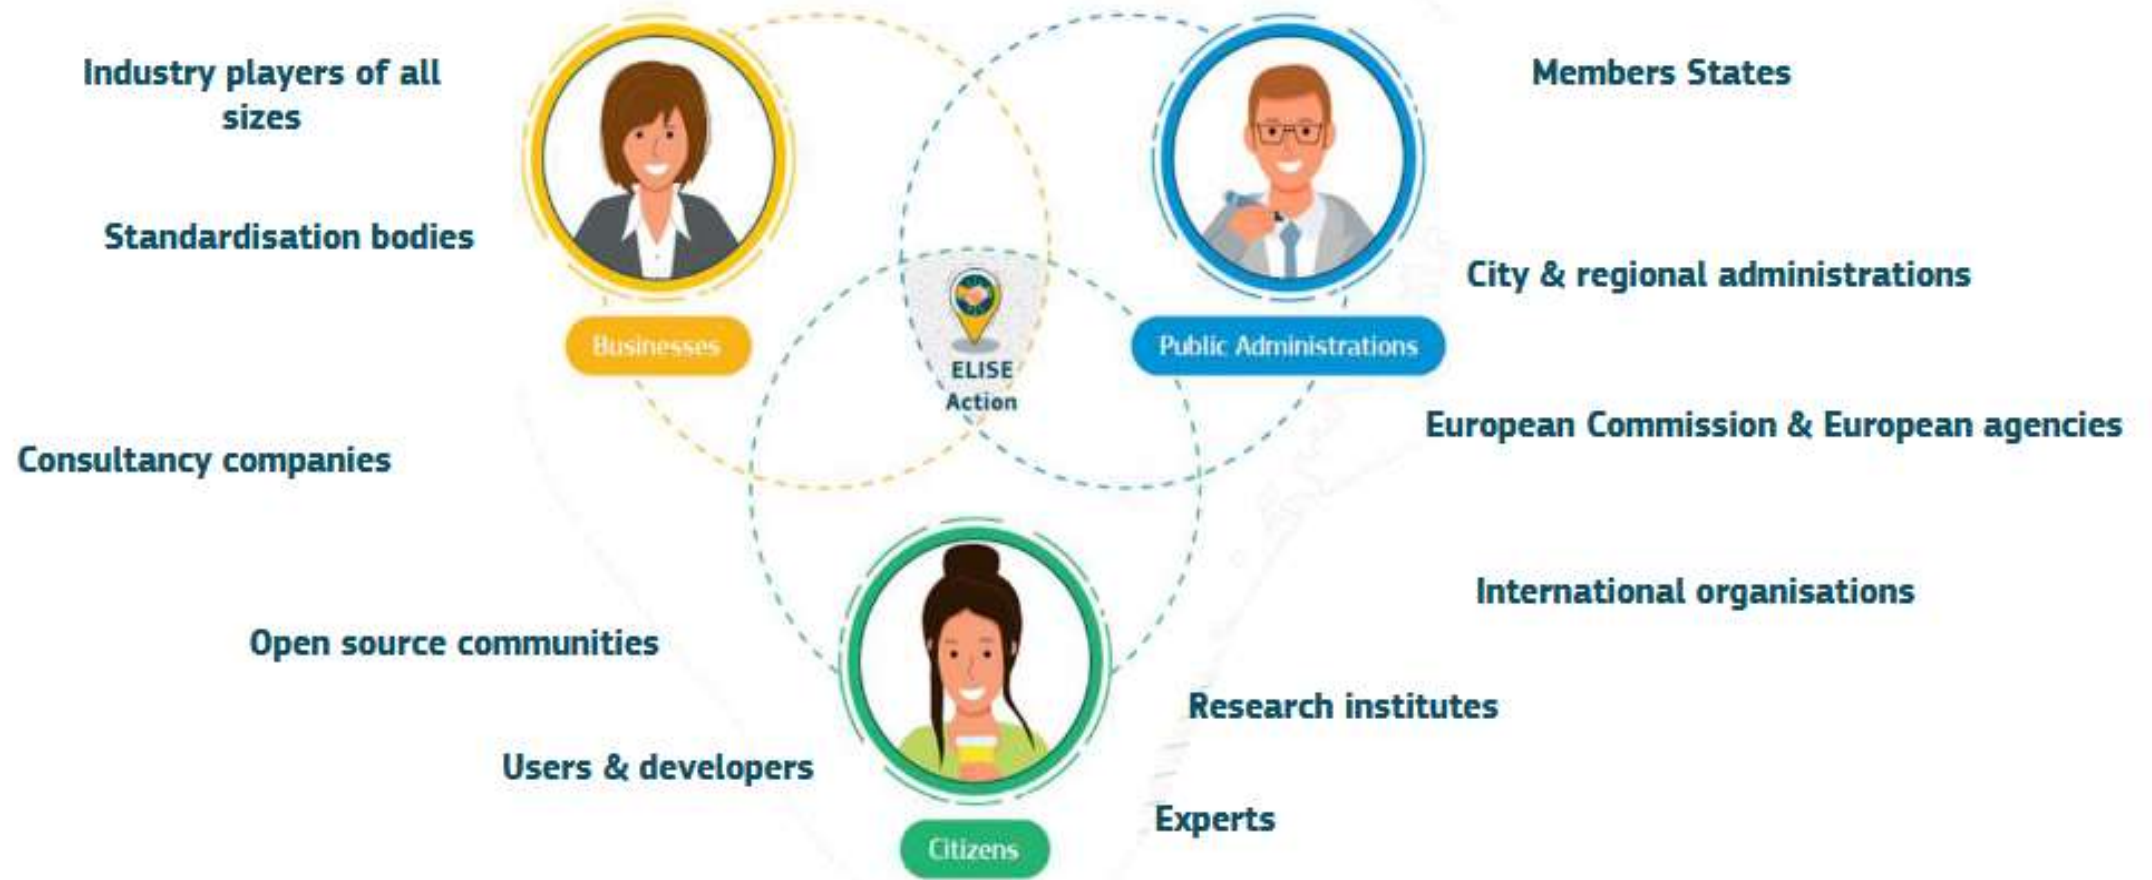 Industry players of all
sizes
Members States
Standardisation bodies
City & regional administrations
Businesses
Public Administrations
ELISE
Action
European Commission & European agencies
Consultancy companies
International organisations
Open source communities
Research institutes
Users & developers
Experts
Citizens